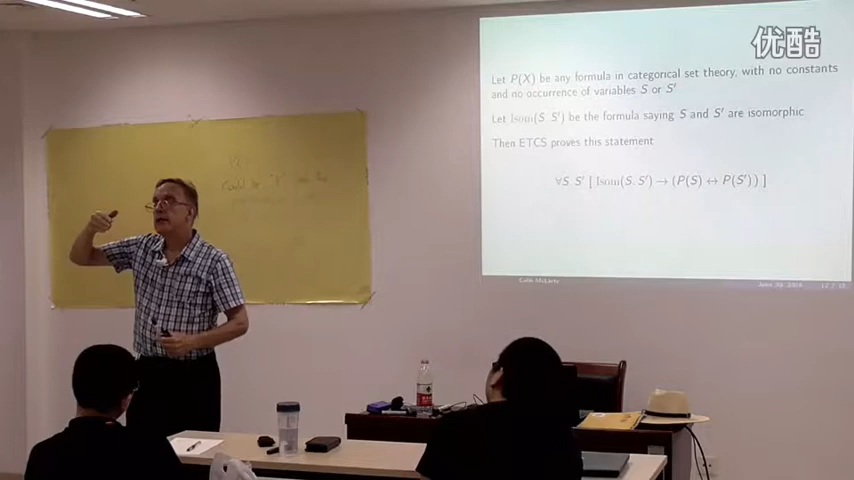 优酷
Let P(X) be any formula in categorical set theory, with no constants
and no occurrence of variables S or S′
Let Isom(S, S′) be the formula saying S and S′ are isomorphic
Then ETCS proves this statement
∀S, S′ [ Isom(S, S′) → (P(S) ↔ P(S′)) ]
Colin McLarty